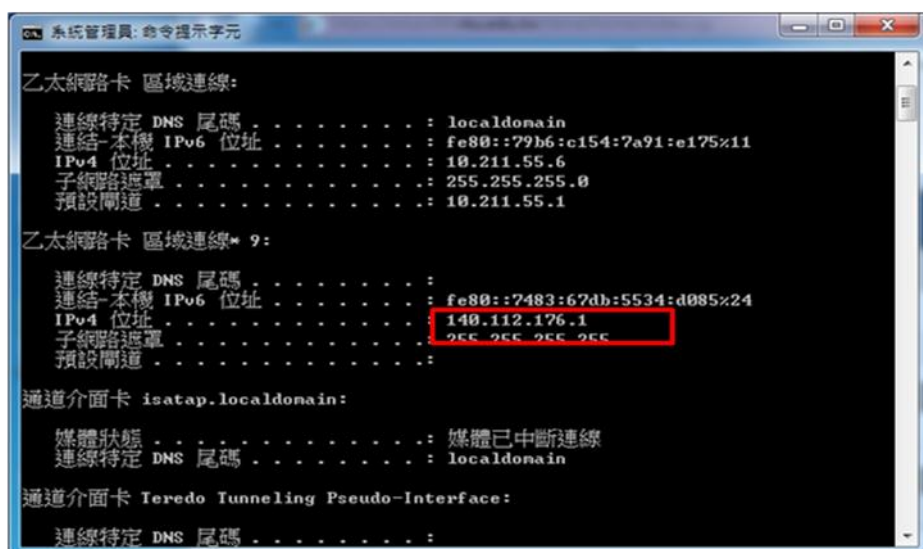 系統管理員: 命令提示字元
乙太網路卡 區域連線:
連線特定 DNS 尾碼 . . . . . . . . : localdomain
連結-本機 IPv6 位址 . . . . . . . : fe80::79b6:c154:7a91:e175%11
IPv4 位址 . . . . . . . . . . . . : 10.211.55.6
子網路遮罩 . . . . . . . . . . . .: 255.255.255.0
預設閘道 . . . . . . . . . . . . .: 10.211.55.1
乙太網路卡 區域連線* 9:
連線特定 DNS 尾碼 . . . . . . . . :
連結-本機 IPv6 位址 . . . . . . . : fe80::7483:67db:5534:d085%24
IPv4 位址 . . . . . . . . . . . . : 140.112.176.1
子網路遮罩 . . . . . . . . . . . .: 255.255.255.255
預設閘道 . . . . . . . . . . . . .:
通道介面卡 isatap.localdomain:
媒體狀態 . . . . . . . . . . . . .: 媒體已中斷連線
連線特定 DNS 尾碼 . . . . . . . . : localdomain
通道介面卡 Teredo Tunneling Pseudo-Interface:
連線特定 DNS 尾碼 . . . . . . . . :